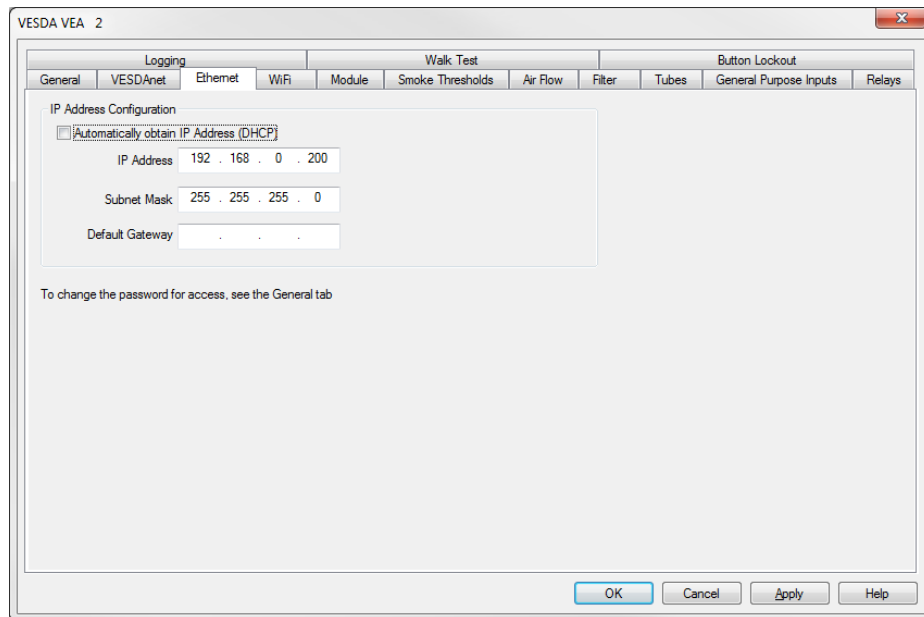 VESDA VEA 2
Logging Walk Test Button Lockout
General VESDAnet Ethernet WiFi Module Smoke Thresholds Air Flow Filter Tubes General Purpose Inputs Relays
IP Address Configuration
Automatically obtain IP Address (DHCP)
IP Address 192 . 168 . 0 . 200
Subnet Mask 255 . 255 . 255 . 0
Default Gateway . . .
To change the password for access, see the General tab
OK Cancel Apply Help